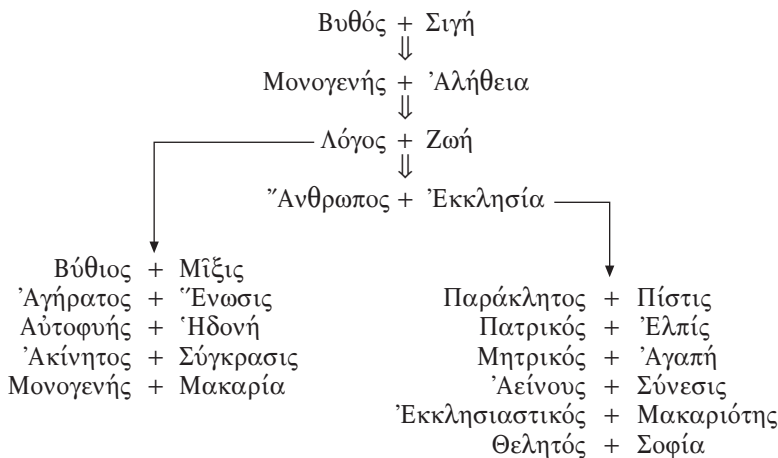 Βυθός + Σιγή
⇓
Μονογενής + Ἀλήθεια
⇓
Λόγος + Ζωή
⇓
Ἄνθρωπος + Ἐκκλησία
Βύθιος + Μῖξις
Ἀγήρατος + Ἕνωσις
Αὐτοφυής + Ἡδονή
Ἀκίνητος + Σύγκρασις
Μονογενής + Μακαρία
Παράκλητος + Πίστις
Πατρικός + Ἐλπίς
Μητρικός + Ἀγαπή
Ἀείνους + Σύνεσις
Ἐκκλησιαστικός + Μακαριότης
Θελητός + Σοφία